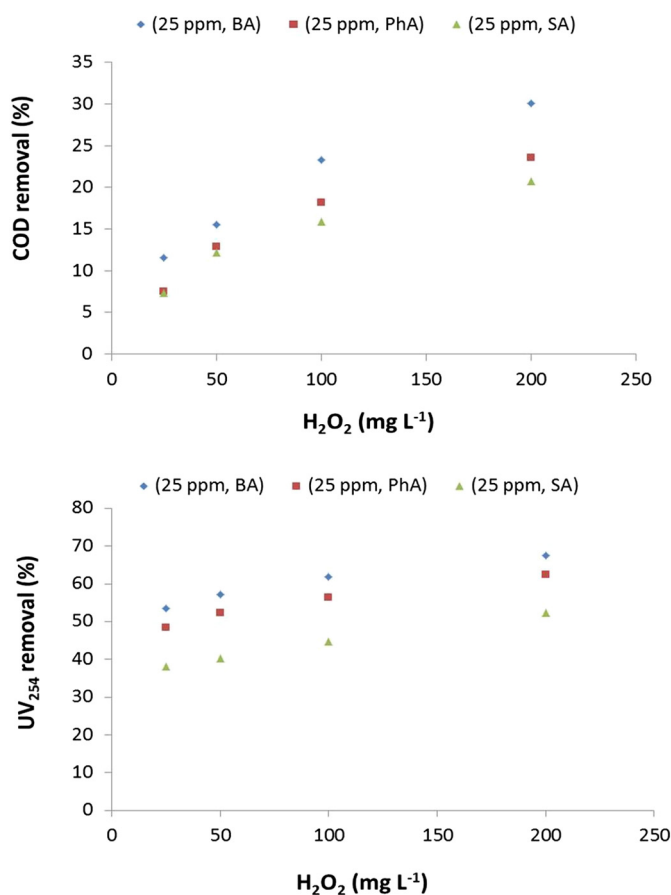 (25 ppm, BA) (25 ppm, PhA) (25 ppm, SA)
COD removal (%)
35
30
25
20
15
10
5
0
0 50 100 150 200 250
H₂O₂ (mg L⁻¹)
(25 ppm, BA) (25 ppm, PhA) (25 ppm, SA)
UV₂₅₄ removal (%)
80
70
60
50
40
30
20
10
0
0 50 100 150 200 250
H₂O₂ (mg L⁻¹)